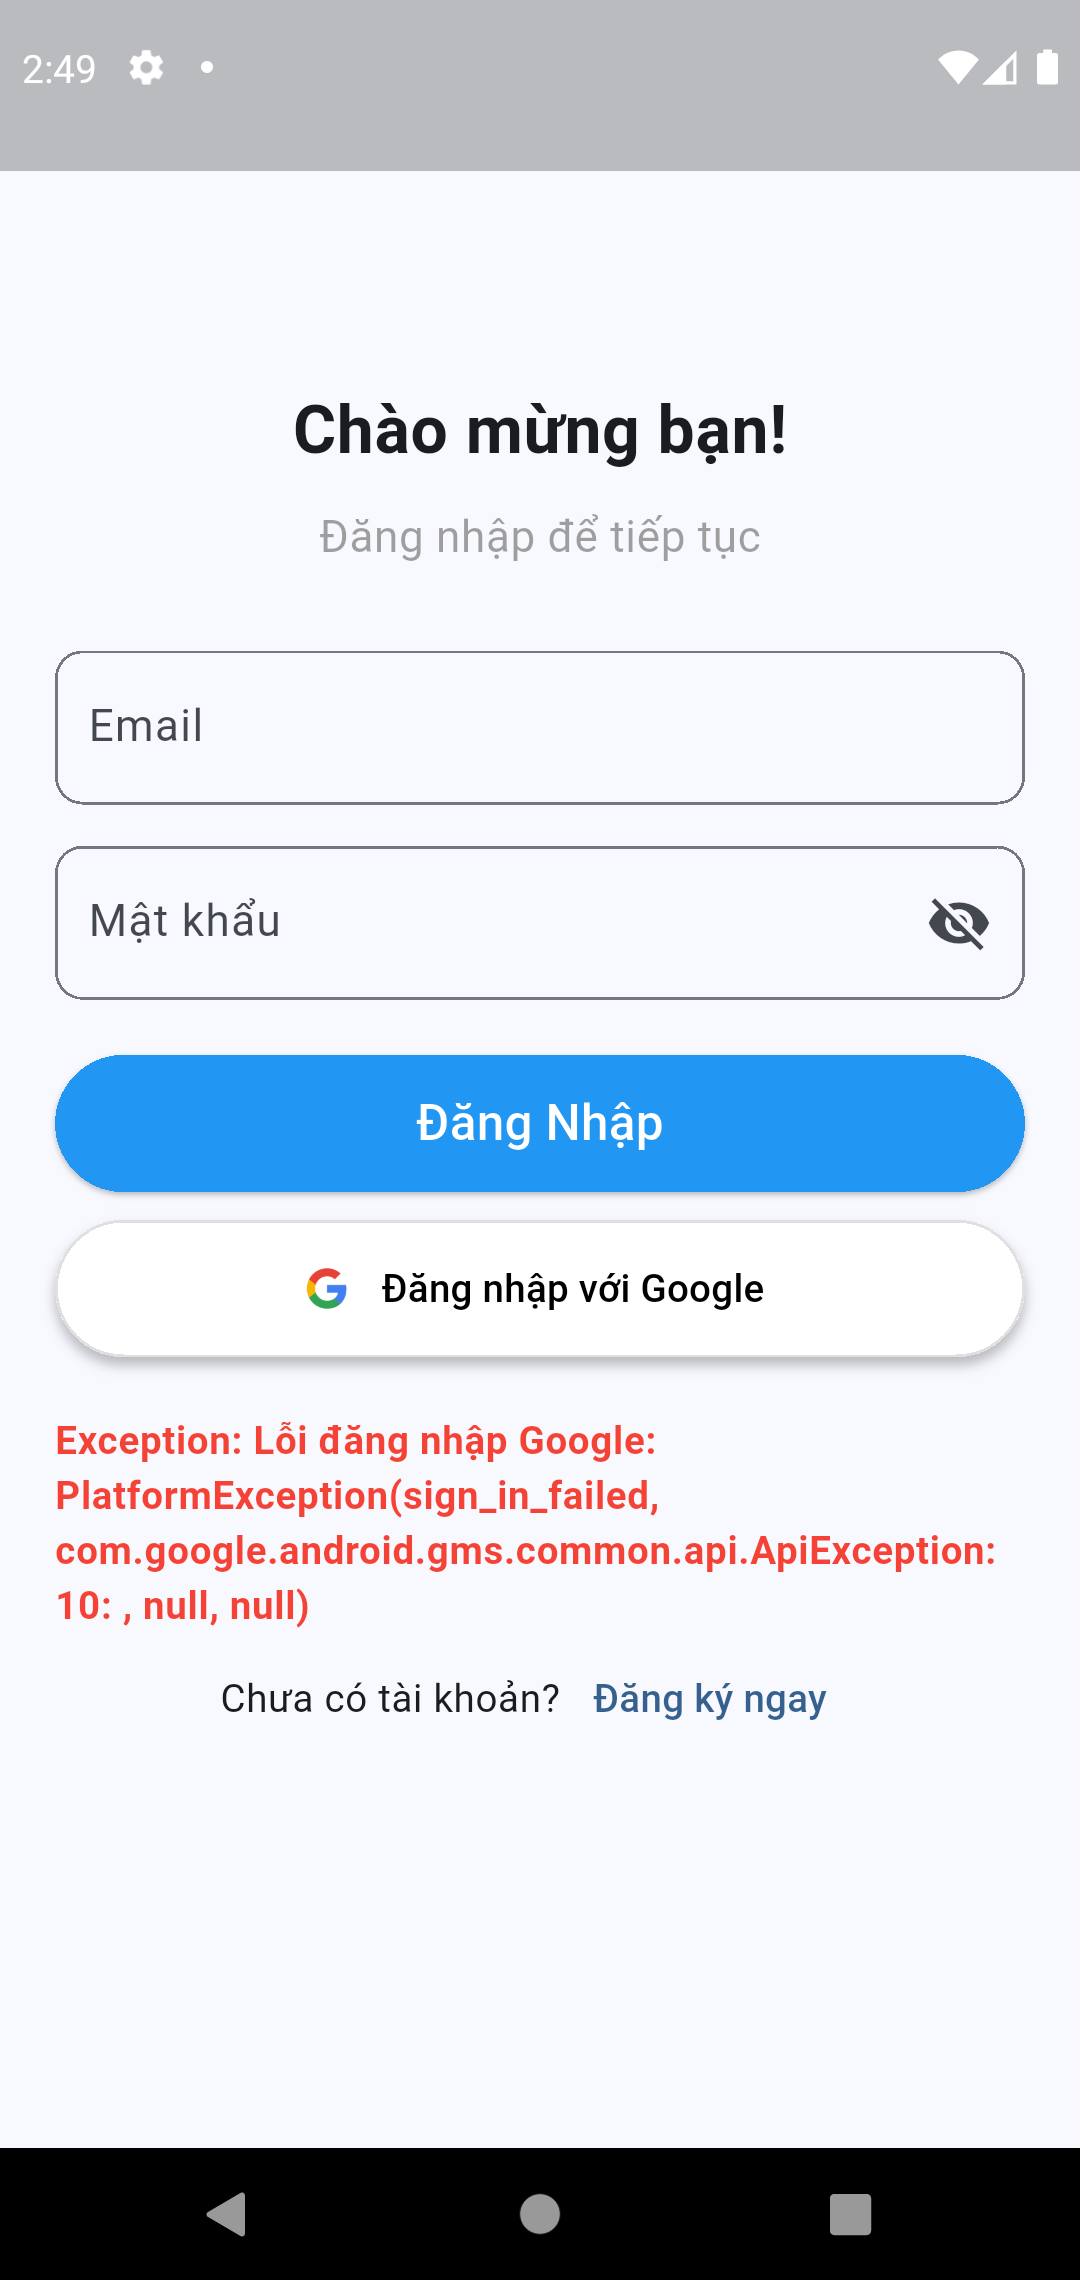 2:49
Chào mừng bạn!
Đăng nhập để tiếp tục
Email
Mật khẩu
Đăng Nhập
Đăng nhập với Google
Exception: Lỗi đăng nhập Google:
PlatformException(sign_in_failed,
com.google.android.gms.common.api.ApiException:
10: , null, null)
Chưa có tài khoản? Đăng ký ngay